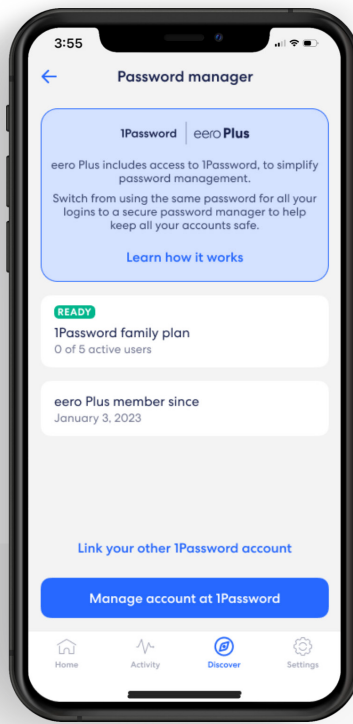 3:55
Password manager
1Password | eero Plus
eero Plus includes access to 1Password, to simplify
password management.
Switch from using the same password for all your
logins to a secure password manager to help
keep all your accounts safe.
Learn how it works
READY
1Password family plan
0 of 5 active users
eero Plus member since
January 3, 2023
Link your other 1Password account
Manage account at 1Password
Home Activity Discover Settings